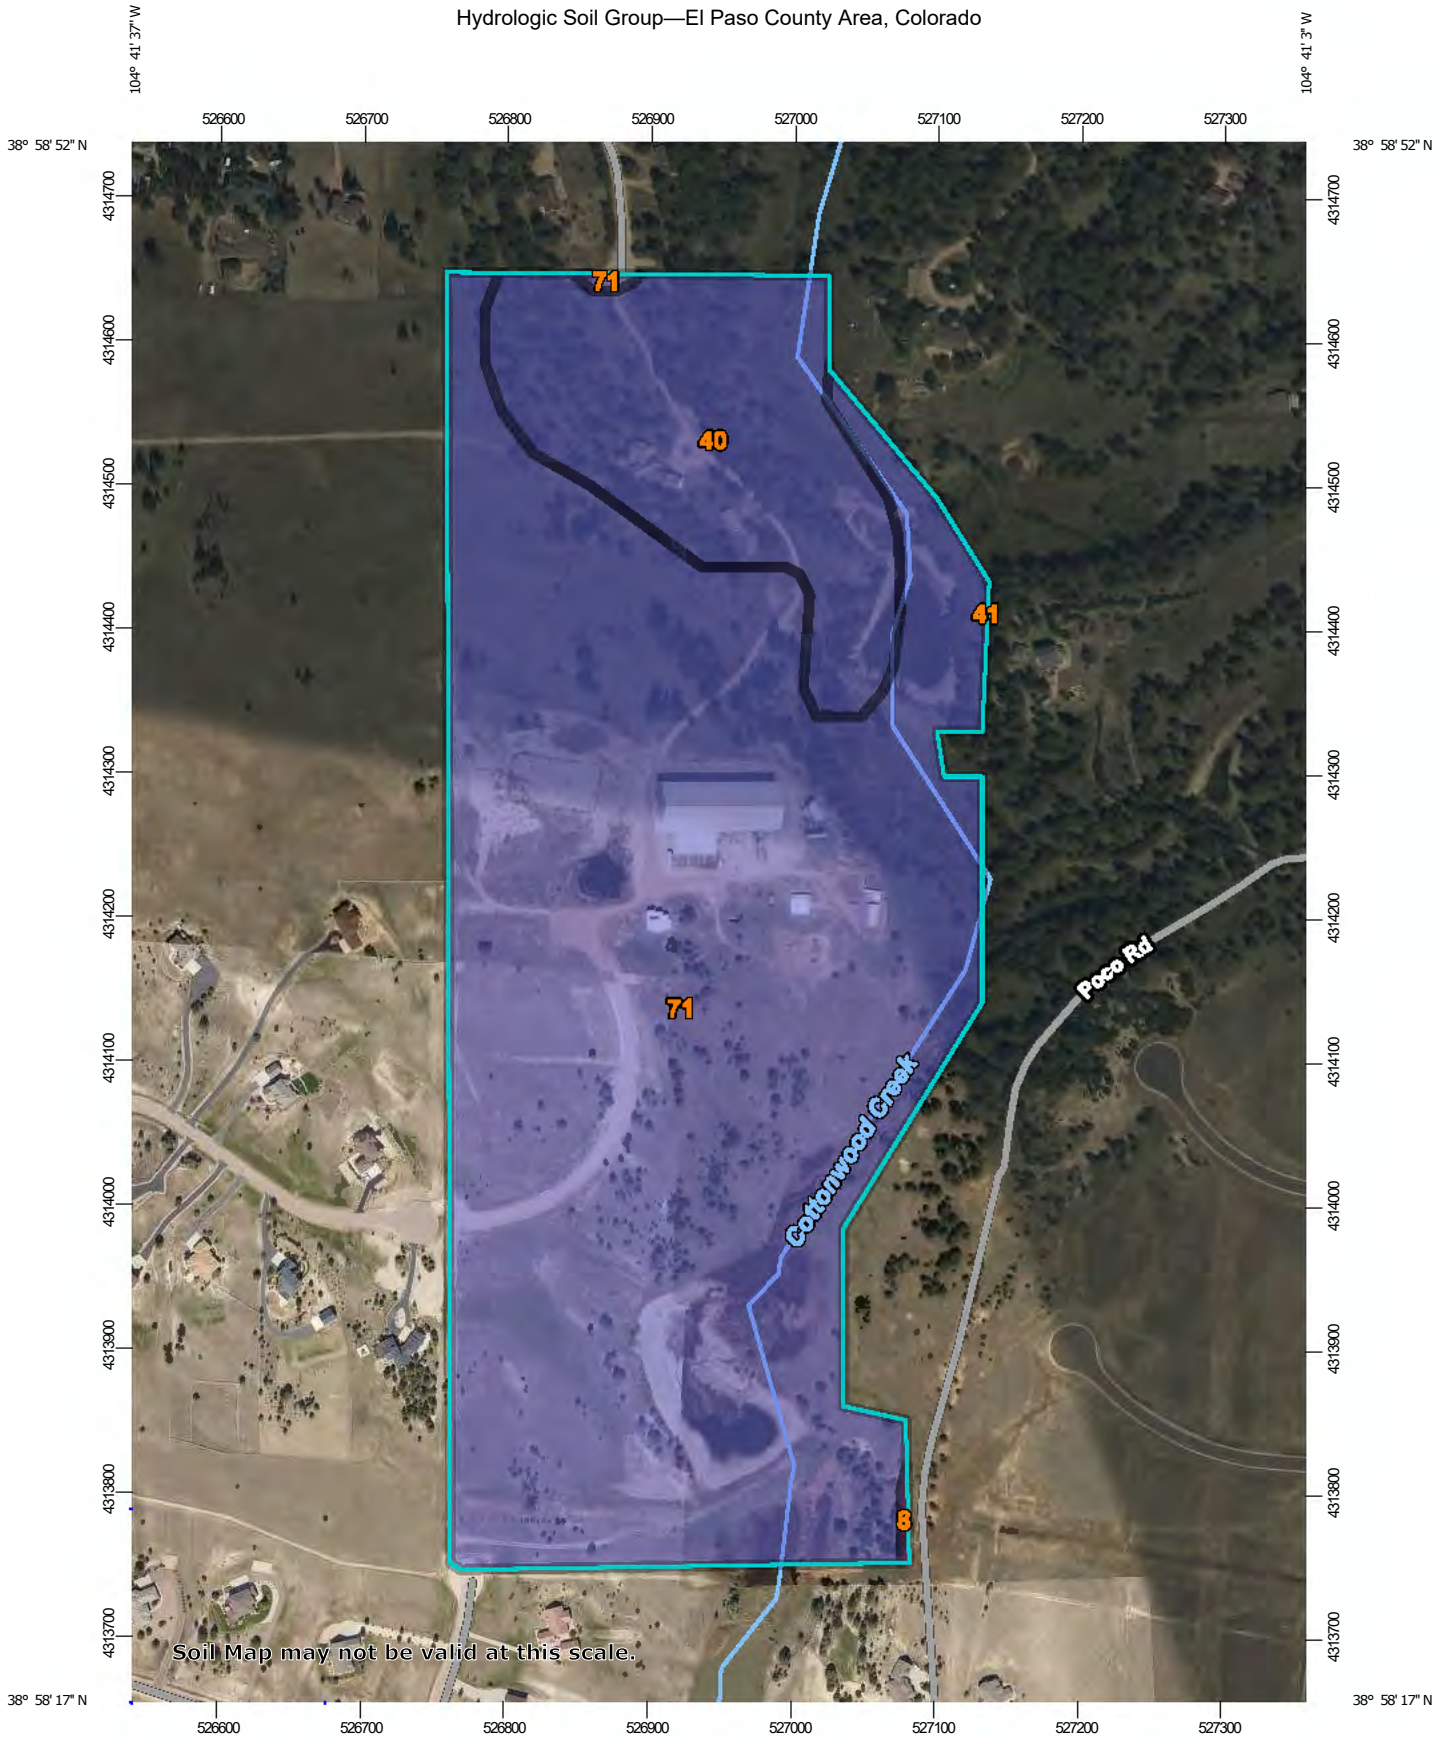 Hydrologic Soil Group—El Paso County Area, Colorado
104° 41' 37" W
104° 41' 3" W
526600 526700 526800 526900 527000 527100 527200 527300
38° 58' 52" N
38° 58' 52" N
4314700
4314700
71
4314600
4314600
40
4314500
4314500
41
4314400
4314400
4314300
4314300
4314200
4314200
Poco Rd
71
4314100
4314100
Cottonwood Creek
4314000
4314000
4313900
4313900
4313800
4313800
8
4313700
4313700
Soil Map may not be valid at this scale.
38° 58' 17" N
38° 58' 17" N
526600 526700 526800 526900 527000 527100 527200 527300